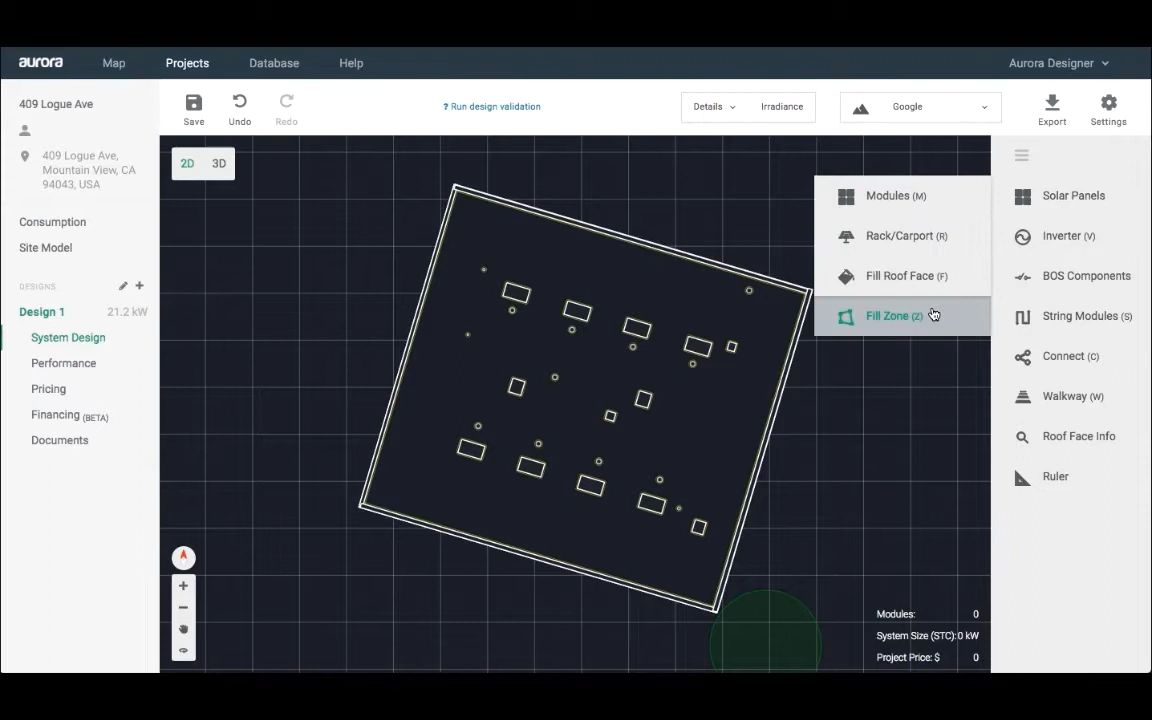 aurora
Map
Projects
Database
Help
Aurora Designer
409 Logue Ave
409 Logue Ave,
Mountain View, CA
94043, USA
Consumption
Site Model
DESIGNS
Design 1
21.2 kW
System Design
Performance
Pricing
Financing (BETA)
Documents
Save
Undo
Redo
? Run design validation
Details
Irradiance
Google
Export
Settings
2D
3D
Modules (M)
Rack/Carport (R)
Fill Roof Face (F)
Fill Zone (Z)
Solar Panels
Inverter (V)
BOS Components
String Modules (S)
Connect (C)
Walkway (W)
Roof Face Info
Ruler
Modules: 0
System Size (STC): 0 kW
Project Price: $ 0